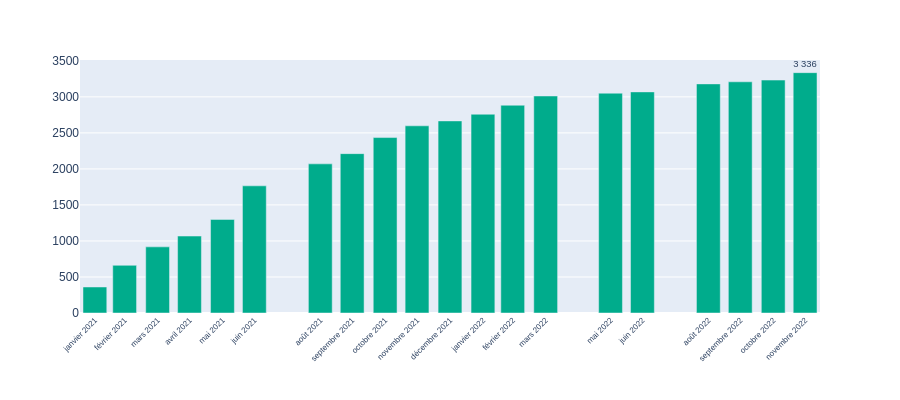 3500
3000
2500
2000
1500
1000
500
0
3 336
janvier 2021
février 2021
mars 2021
avril 2021
mai 2021
juin 2021
août 2021
septembre 2021
octobre 2021
novembre 2021
décembre 2021
janvier 2022
février 2022
mars 2022
mai 2022
juin 2022
août 2022
septembre 2022
octobre 2022
novembre 2022